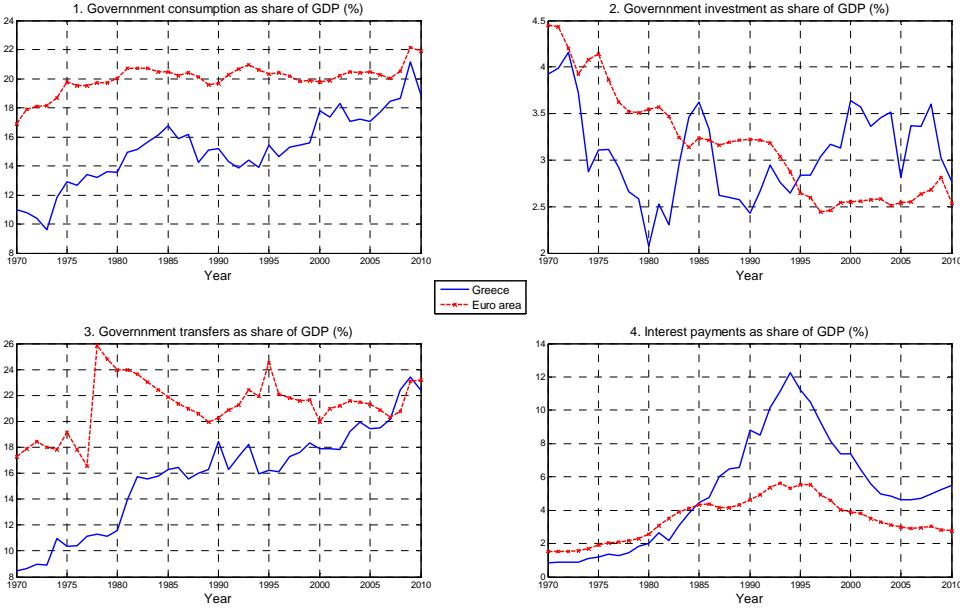 1. Governnment consumption as share of GDP (%)
24
22
20
18
16
14
12
10
8
1970 1975 1980 1985 1990 1995 2000 2005 2010
Year
2. Governnment investment as share of GDP (%)
4.5
4
3.5
3
2.5
2
1970 1975 1980 1985 1990 1995 2000 2005 2010
Year
Greece
Euro area
3. Governnment transfers as share of GDP (%)
26
24
22
20
18
16
14
12
10
8
1970 1975 1980 1985 1990 1995 2000 2005 2010
Year
4. Interest payments as share of GDP (%)
14
12
10
8
6
4
2
0
1970 1975 1980 1985 1990 1995 2000 2005 2010
Year